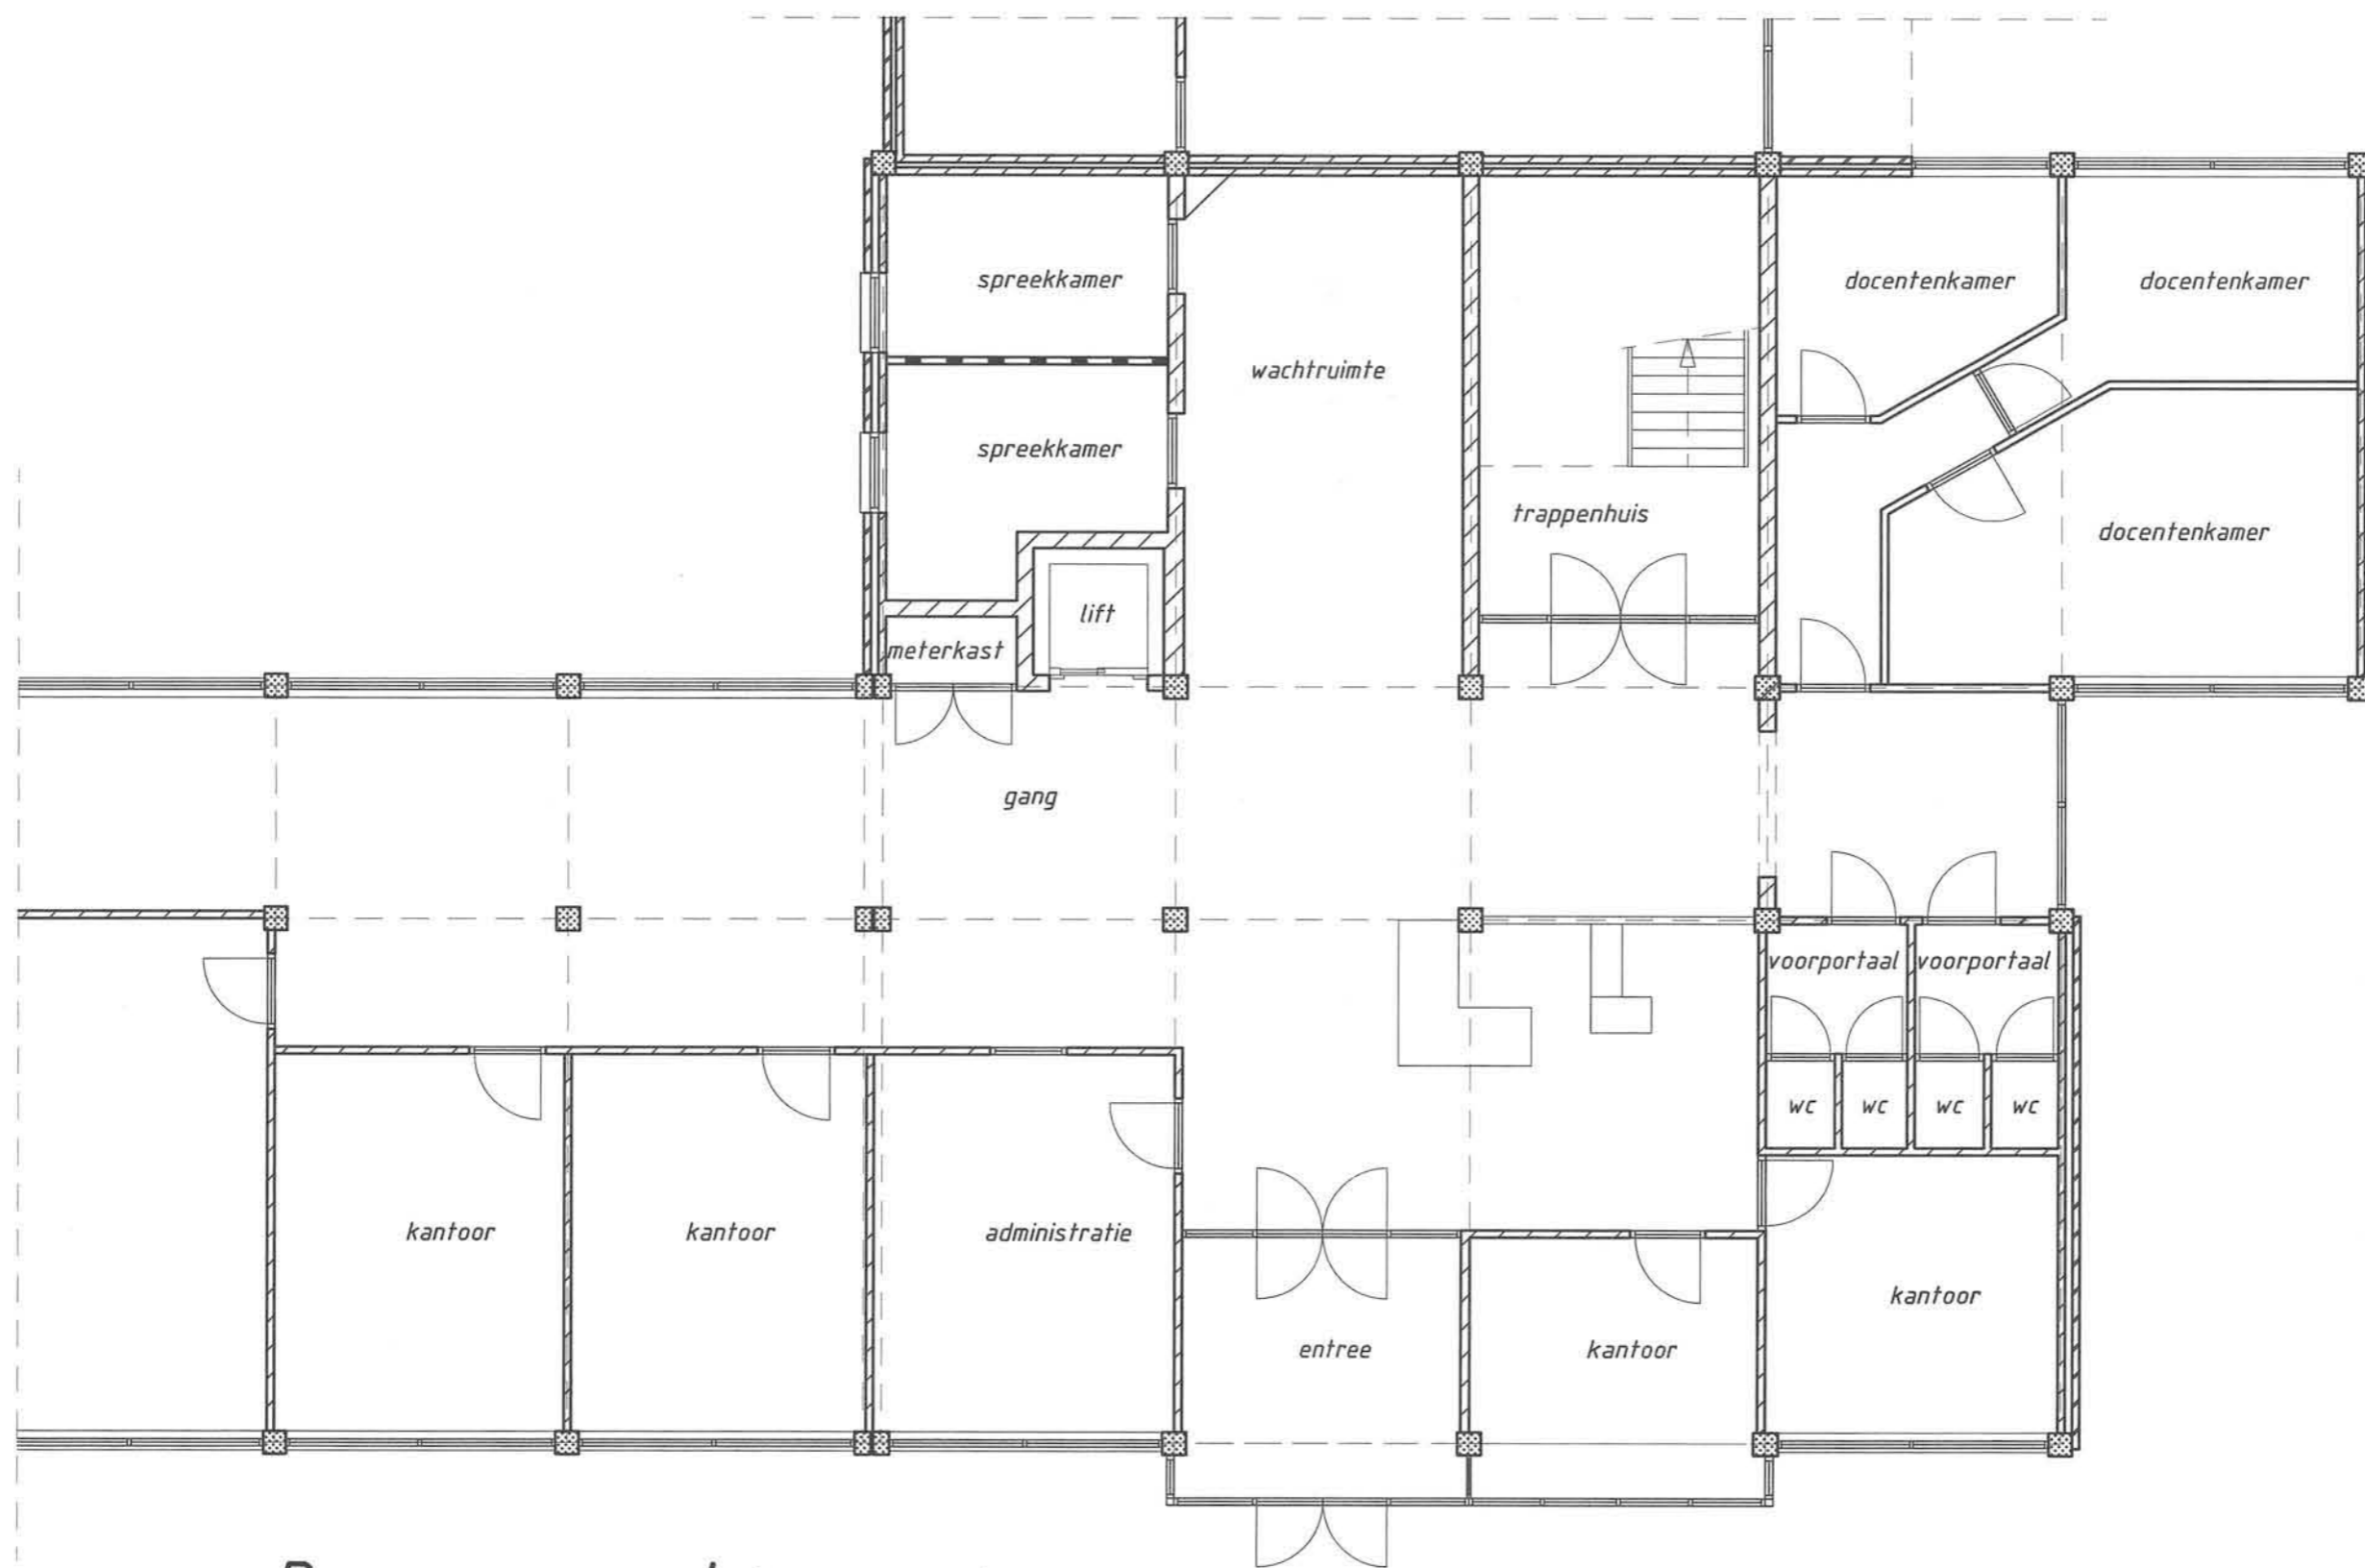 spreekkamer
docentenkamer
docentenkamer
wachtruimte
spreekkamer
trappenhuis
docentenkamer
lift
meterkast
gang
voorportaal
voorportaal
wc
wc
wc
wc
kantoor
kantoor
administratie
kantoor
entree
kantoor